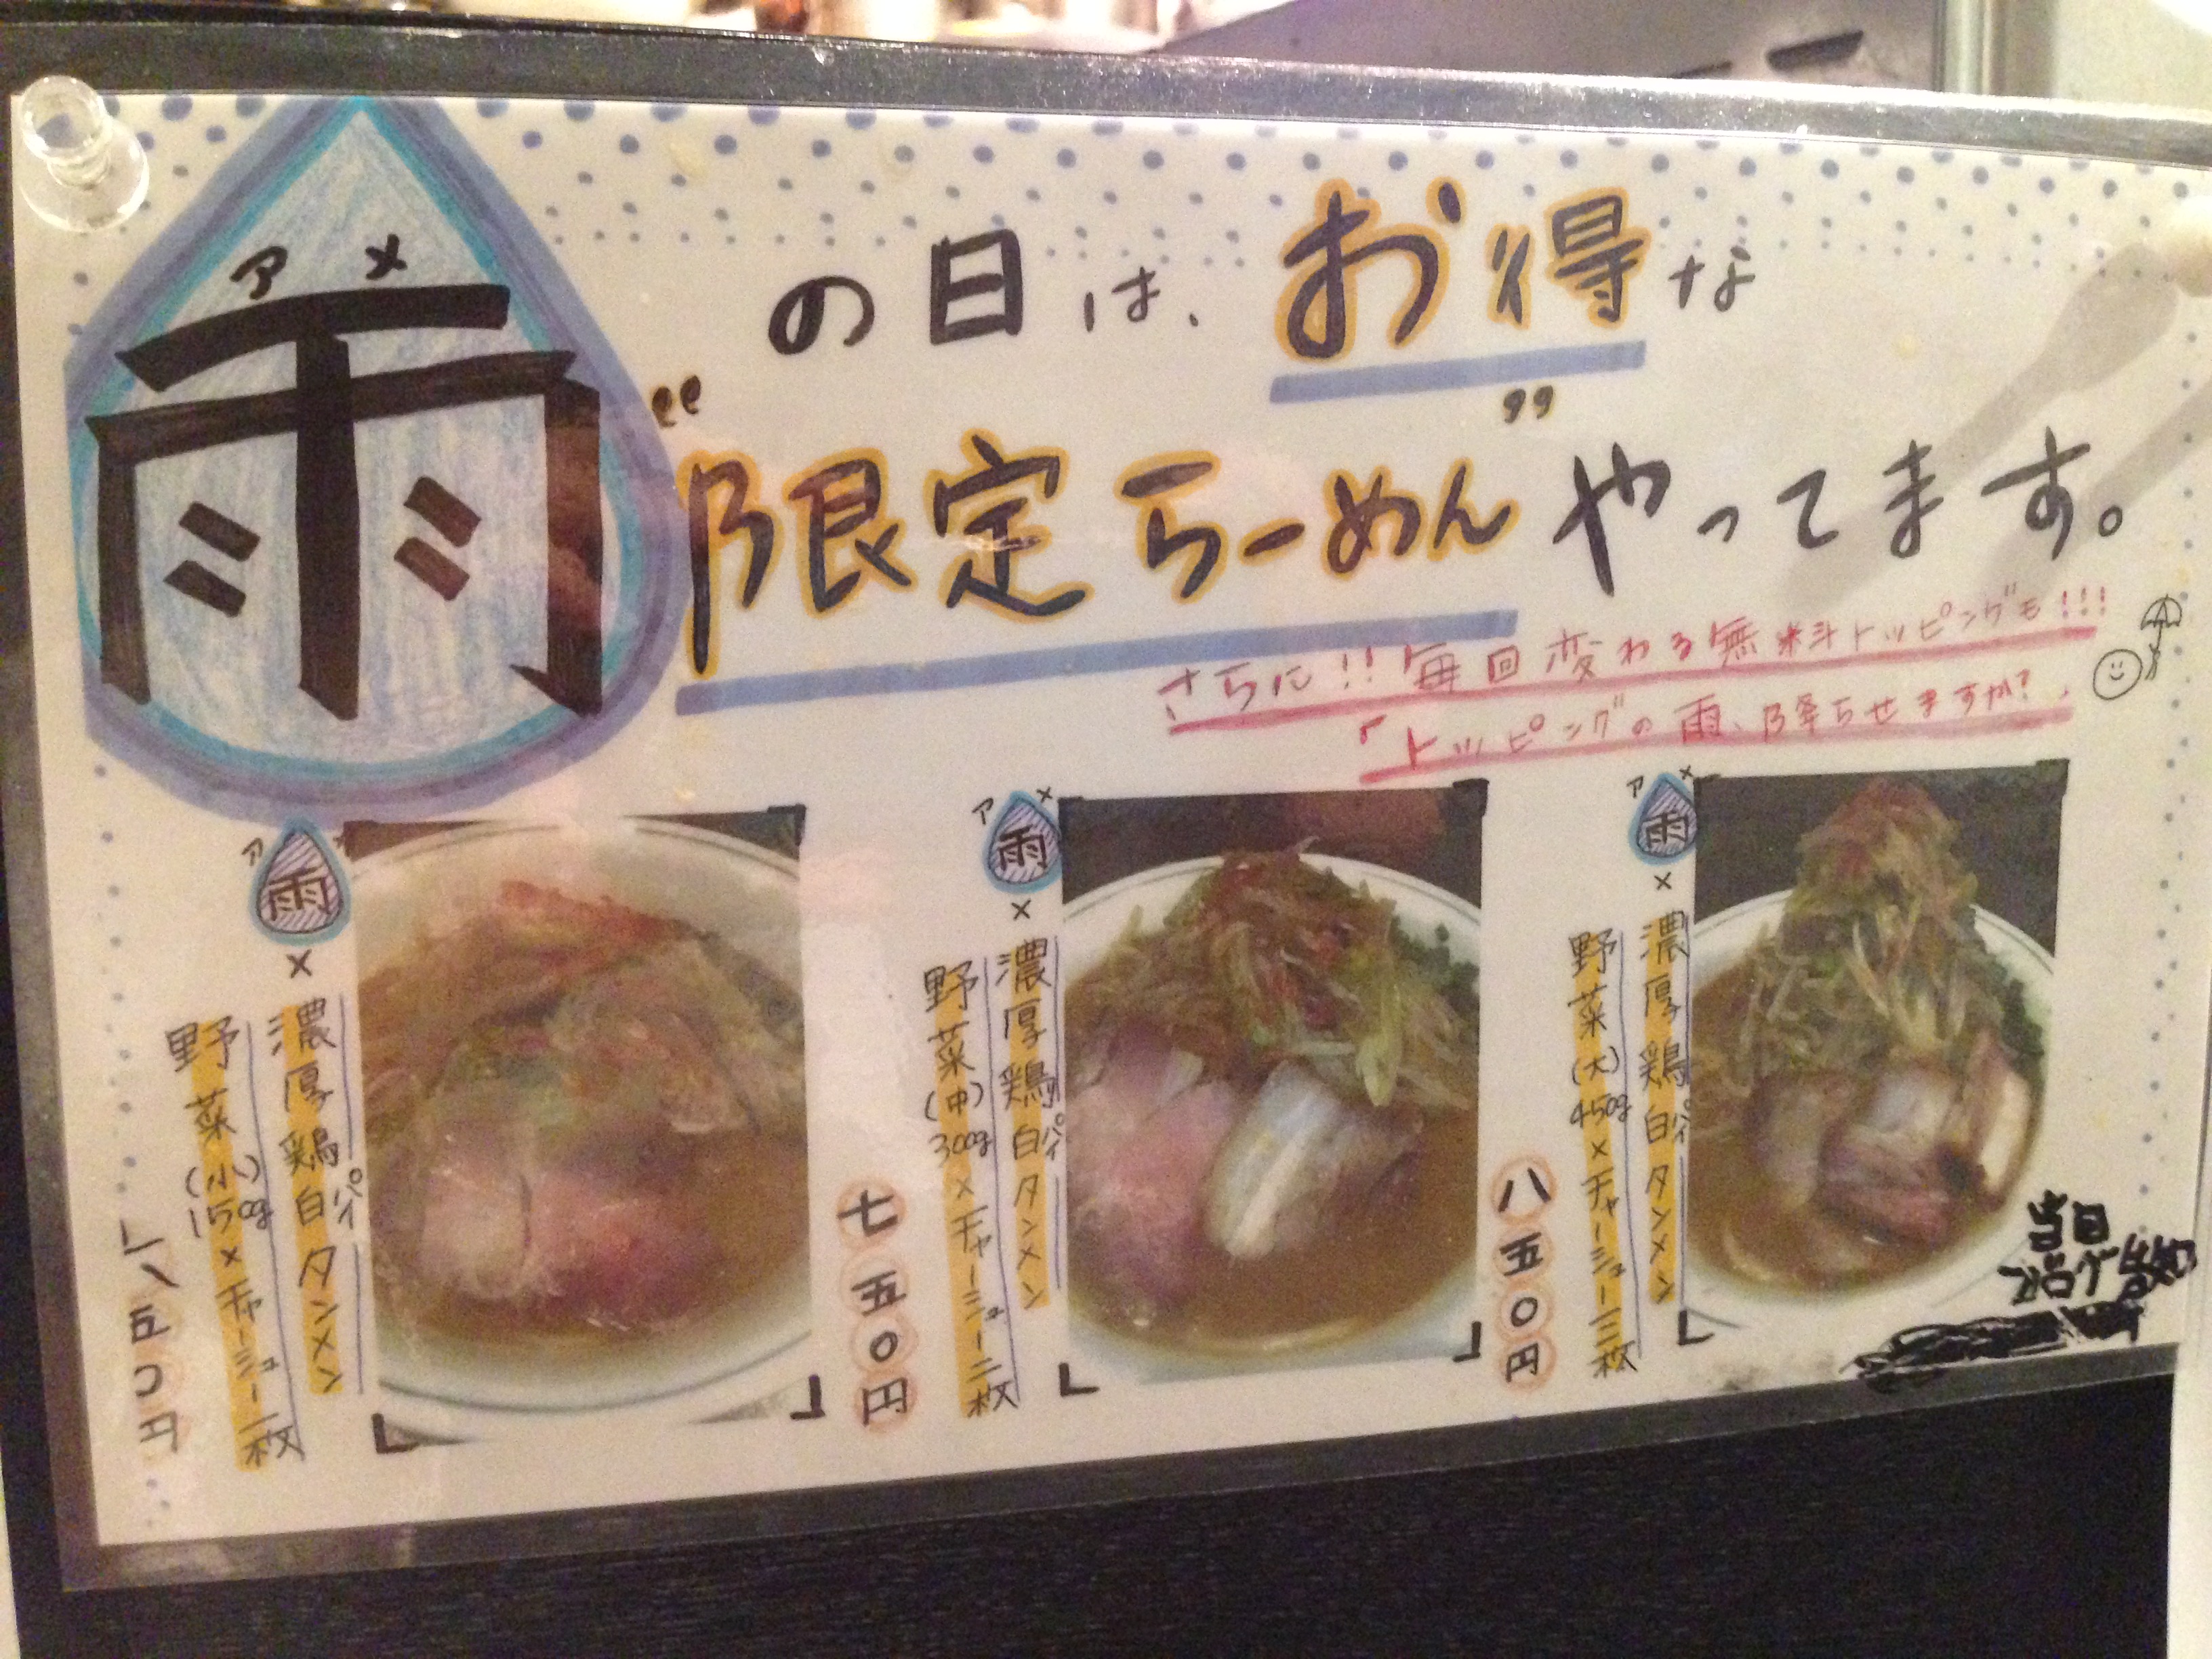 アメ
雨の日は、お得な
“限定らーめん”やってます。
さらに!!毎回変わる無料トッピングも!!!
「トッピングの雨、降らせますか?」
アメ
雨
×
濃厚鶏白パイタンメン
野菜(小)150g×チャーシュー一枚
五〇円
アメ
雨
×
濃厚鶏白パイタンメン
野菜(中)300g×チャーシュー二枚
七五〇円
アメ
雨
×
濃厚鶏白パイタンメン
野菜(大)450g×チャーシュー三枚
八五〇円
当日